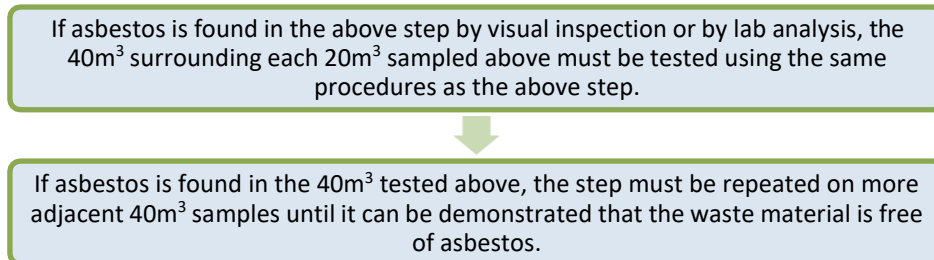 If asbestos is found in the above step by visual inspection or by lab analysis, the
40m³ surrounding each 20m³ sampled above must be tested using the same
procedures as the above step.
If asbestos is found in the 40m³ tested above, the step must be repeated on more
adjacent 40m³ samples until it can be demonstrated that the waste material is free
of asbestos.